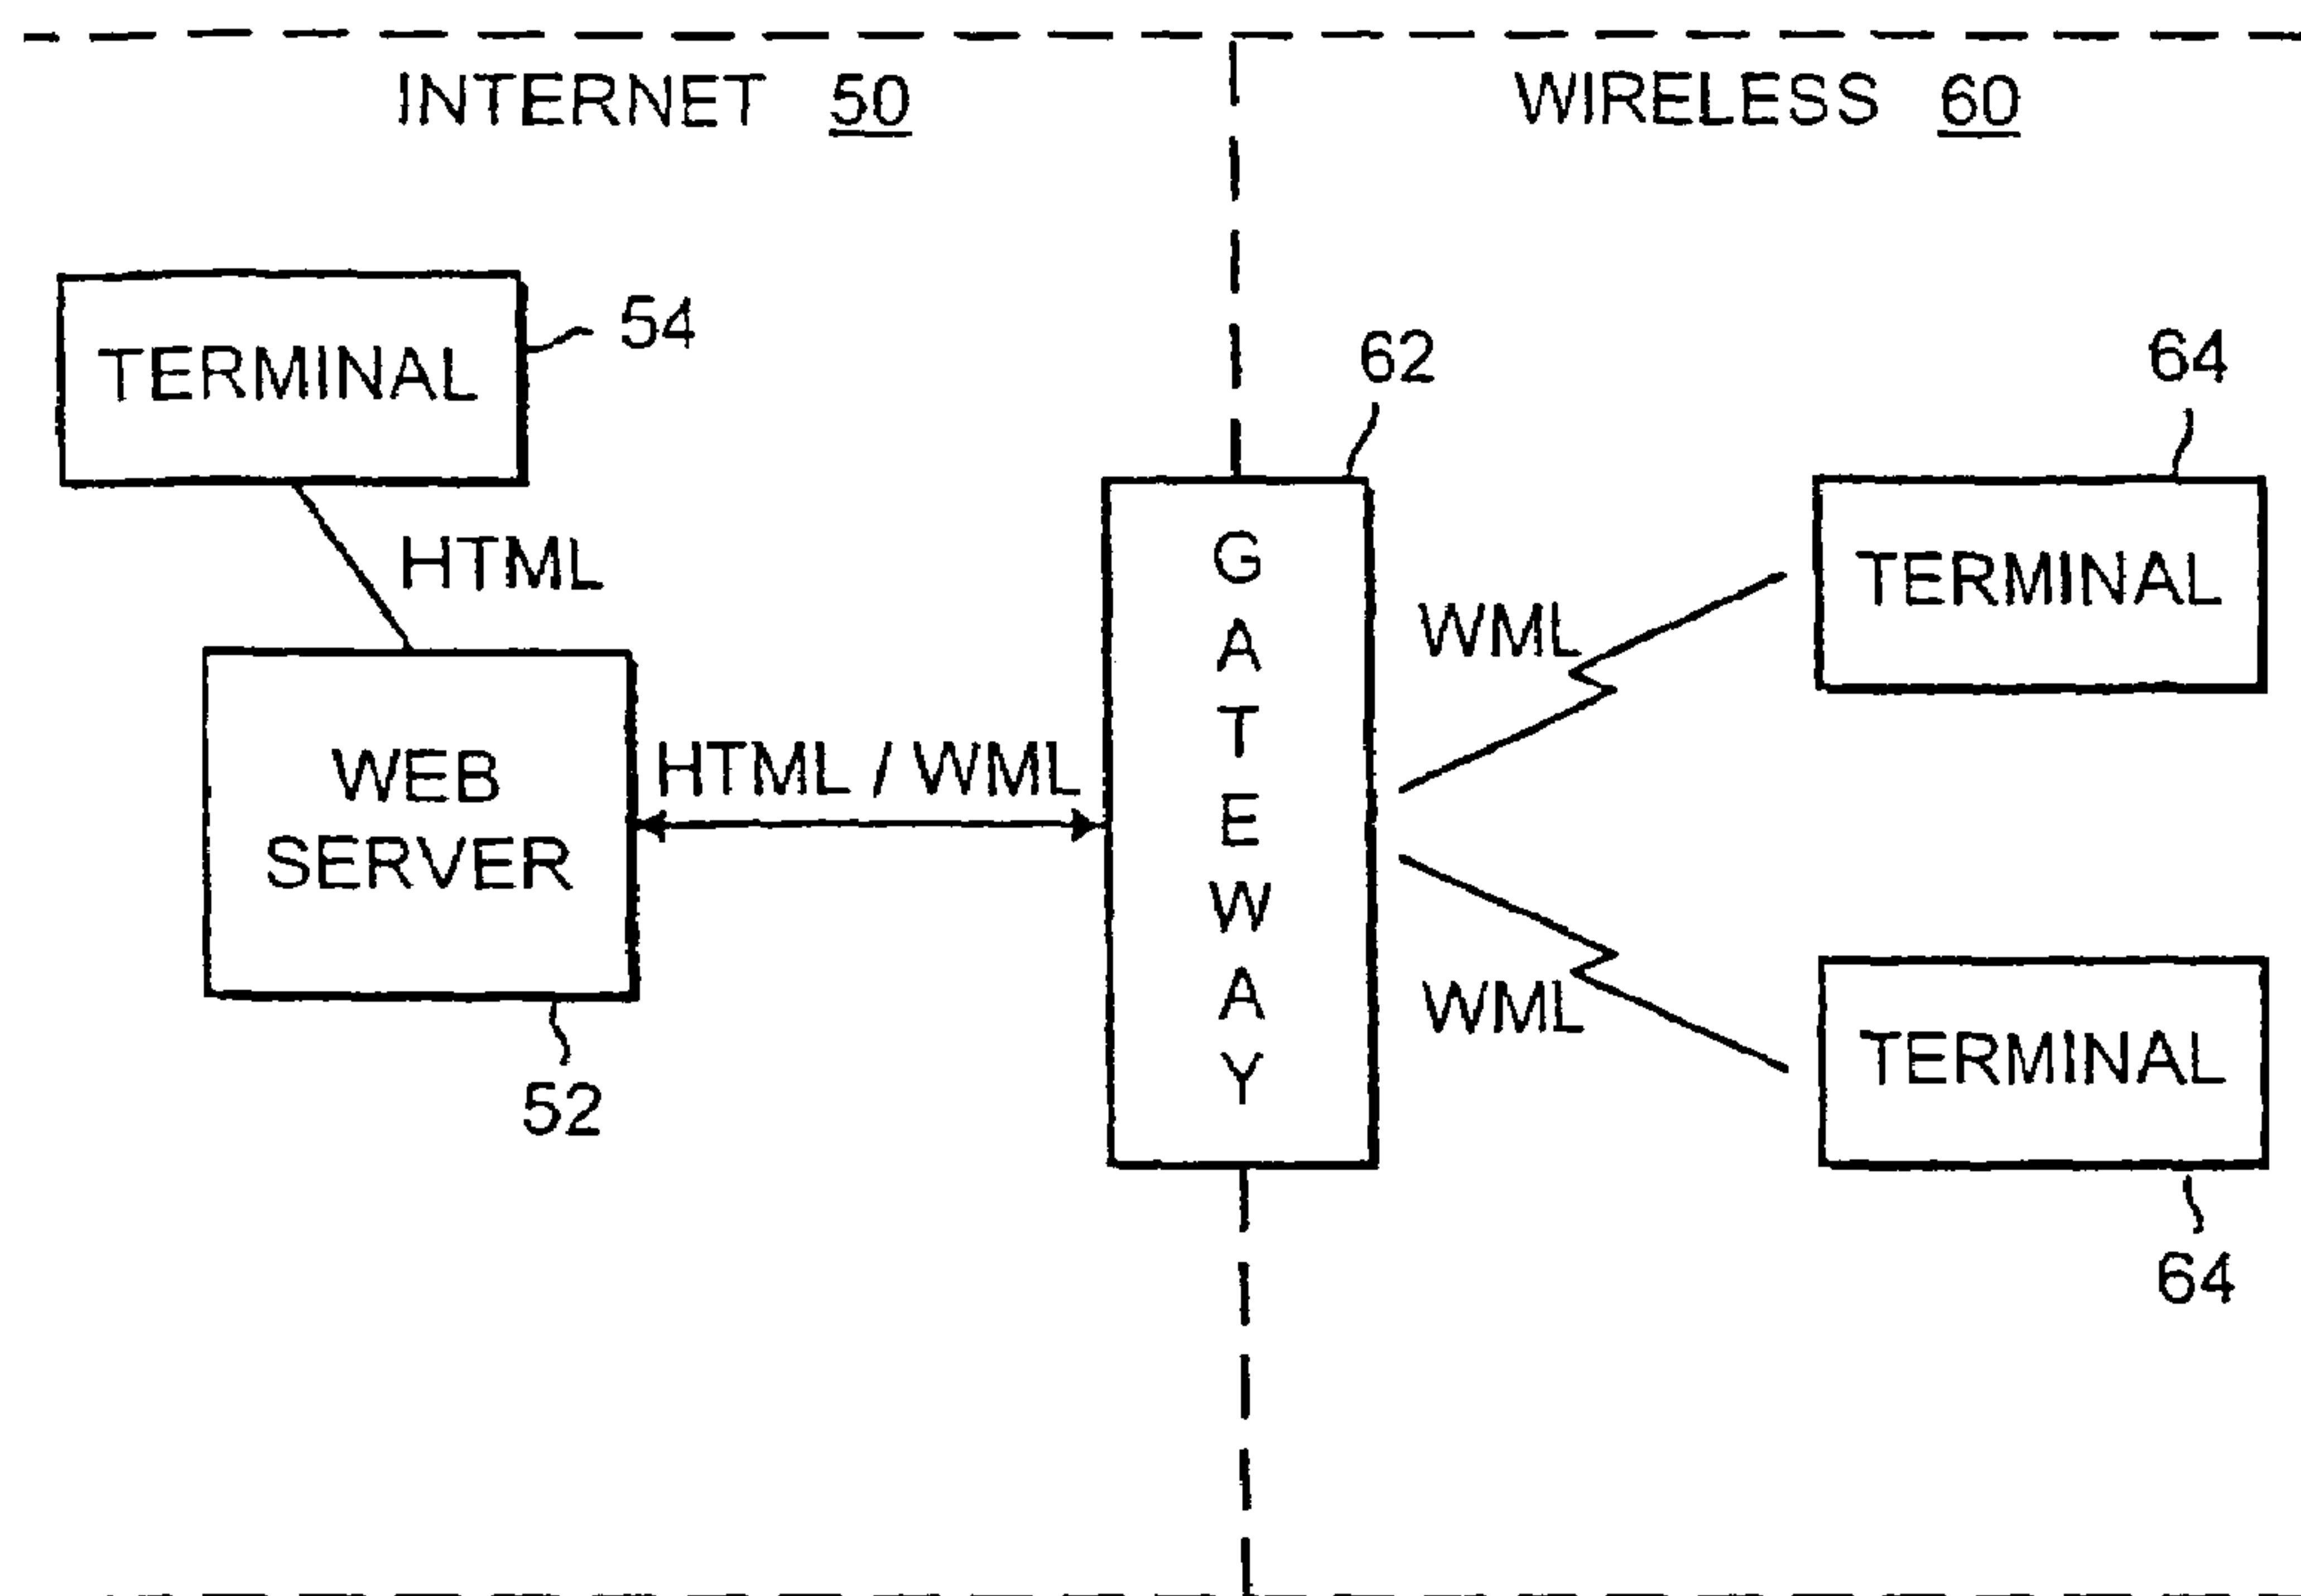 INTERNET 50
WIRELESS 60
TERMINAL
54
HTML
WEB
SERVER
52
HTML / WML
62
GATEWAY
WML
WML
64
TERMINAL
TERMINAL
64